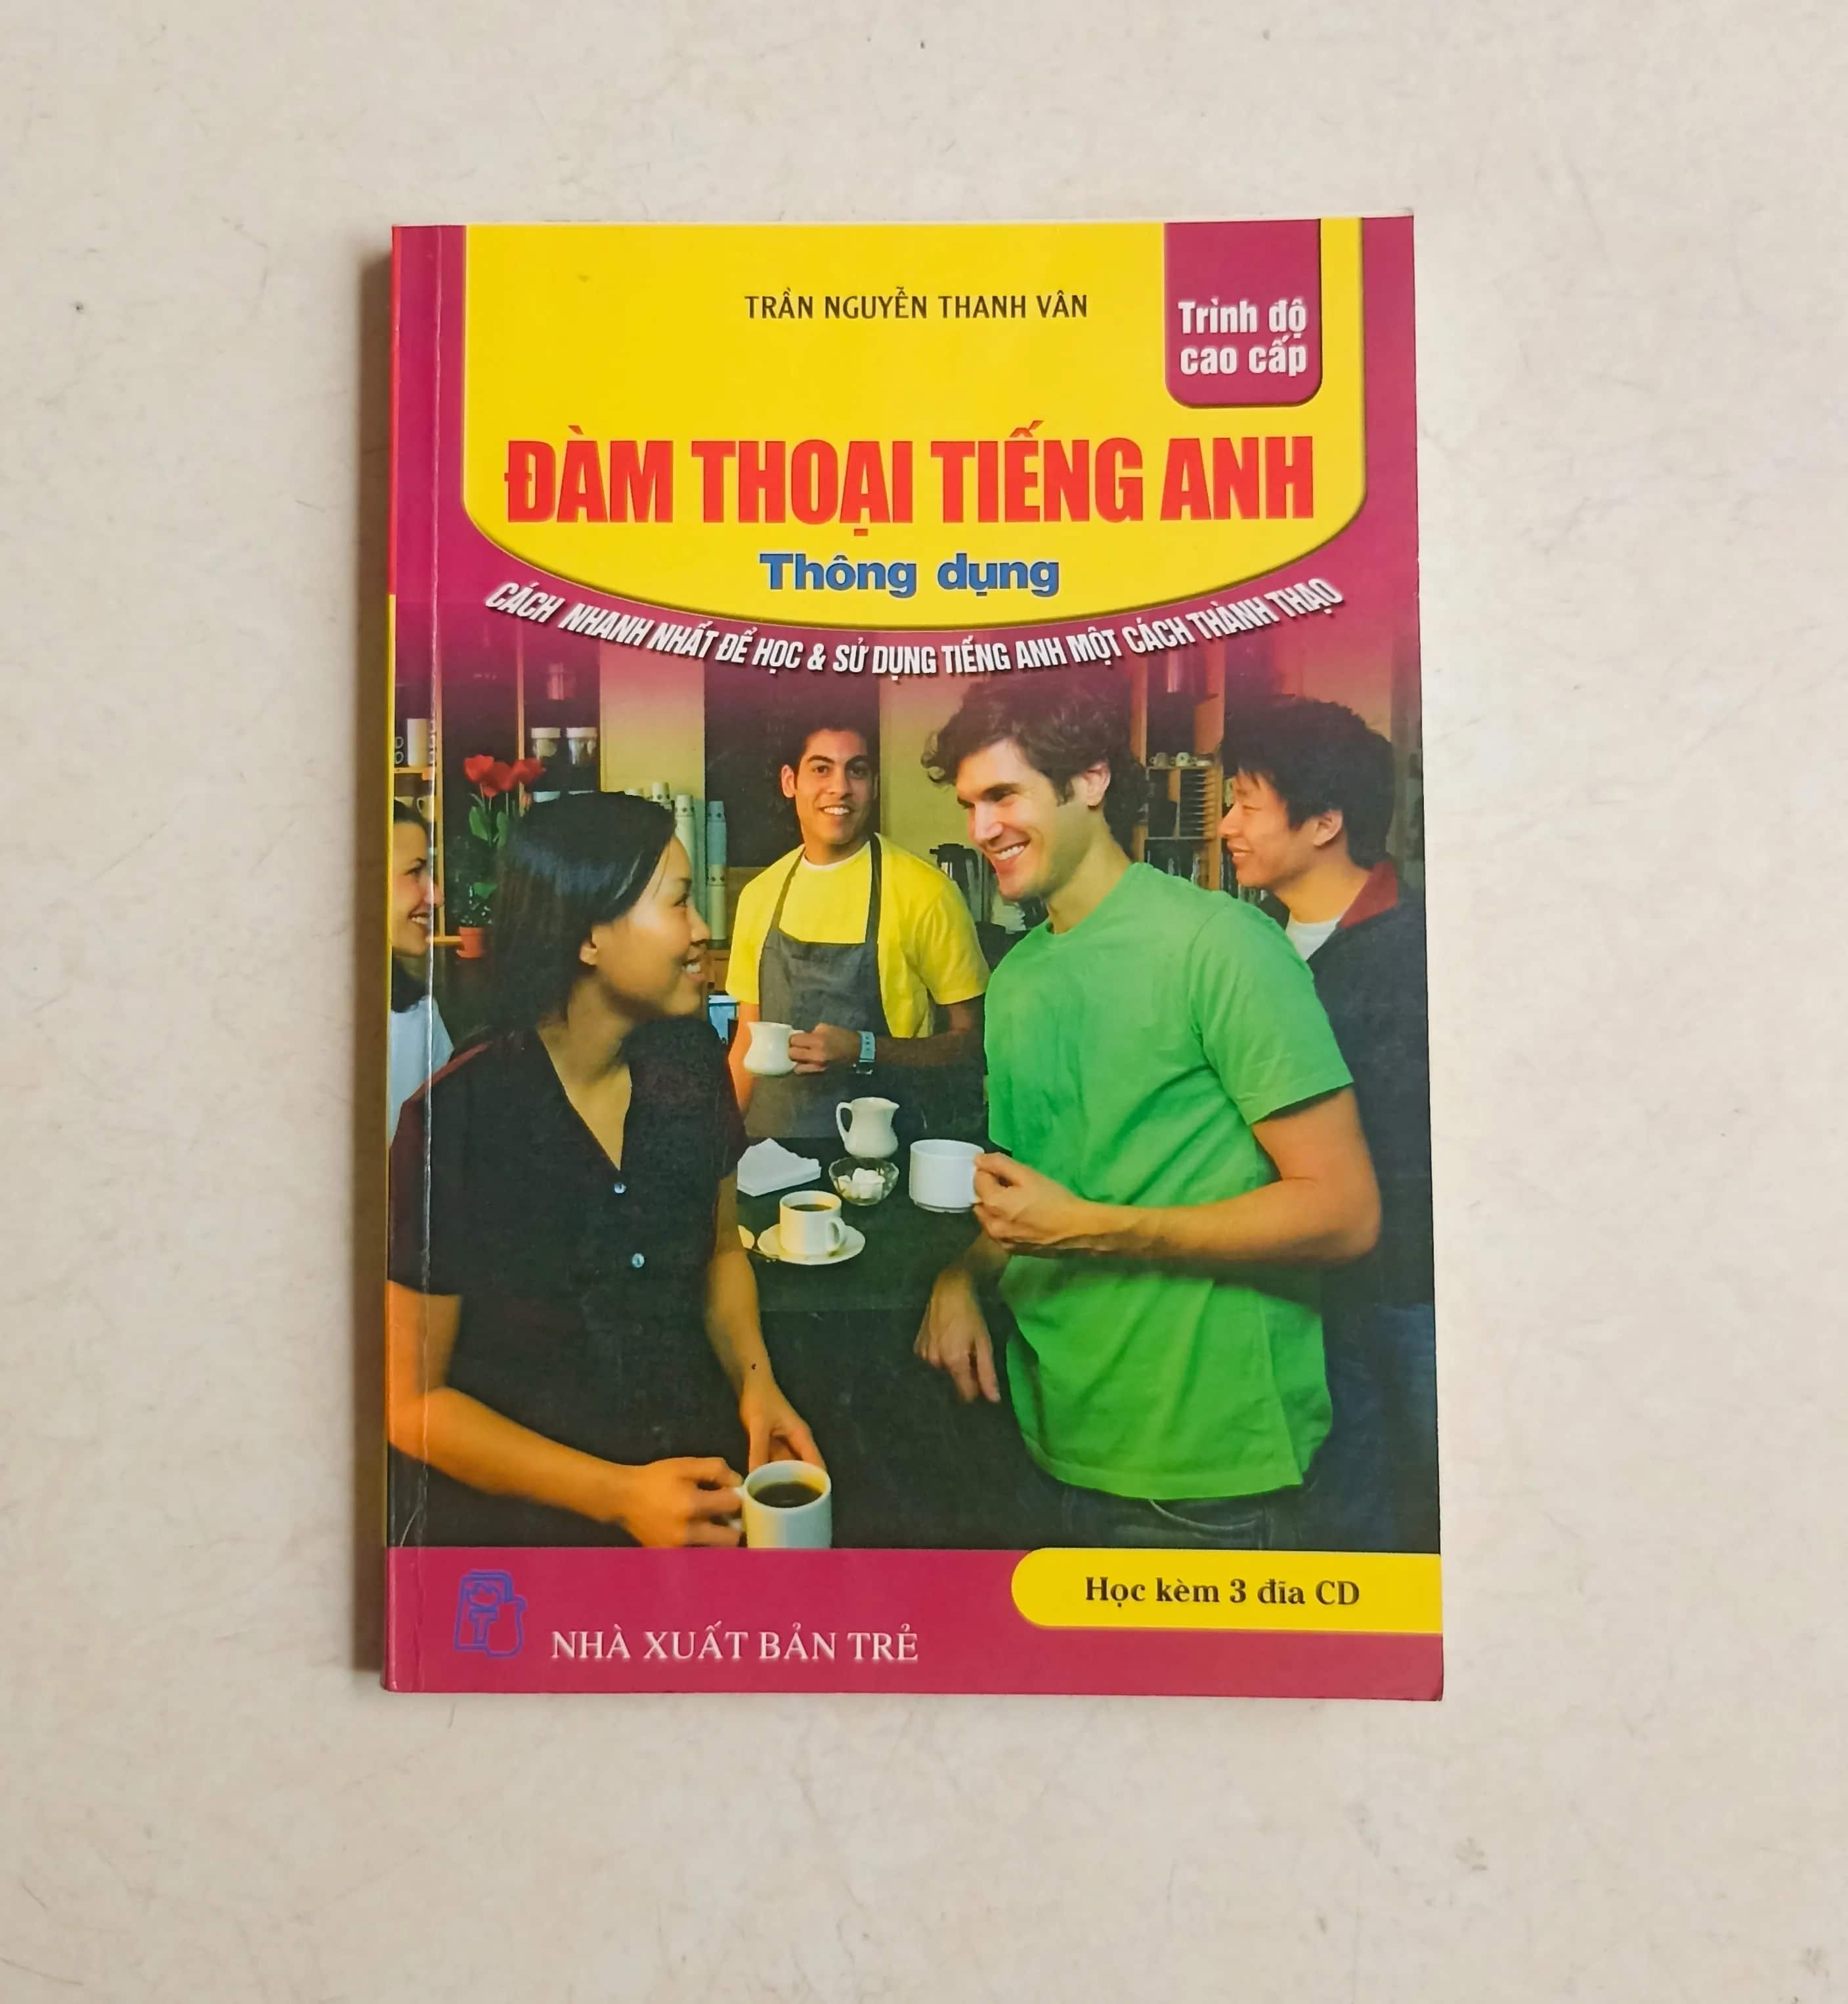 TRẦN NGUYỄN THANH VÂN
Trình độ
cao cấp
ĐÀM THOẠI TIẾNG ANH
Thông dụng
CÁCH NHANH NHẤT ĐỂ HỌC & SỬ DỤNG TIẾNG ANH MỘT CÁCH THÀNH THẠO
Học kèm 3 đĩa CD
NHÀ XUẤT BẢN TRẺ